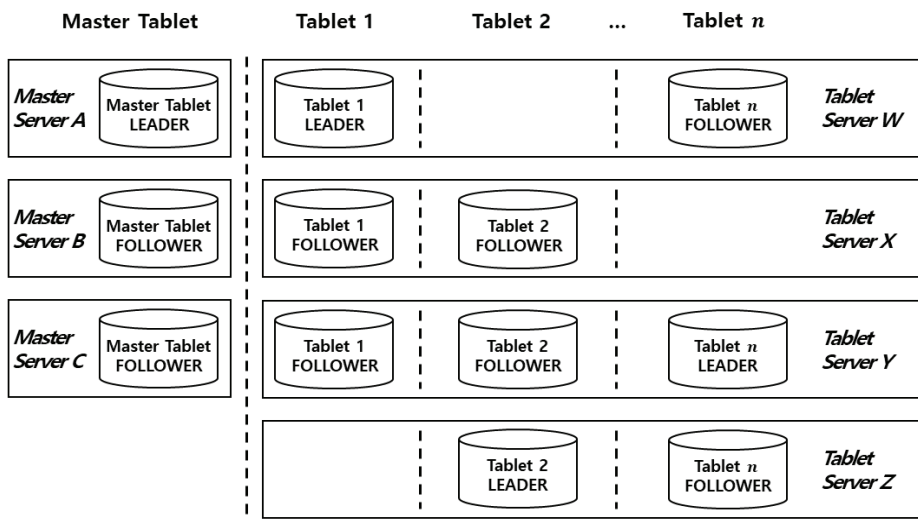 Master Tablet Tablet 1 Tablet 2 ... Tablet n
Master
Server A
Master Tablet
LEADER
Tablet 1
LEADER
Tablet n
FOLLOWER
Tablet
Server W
Master
Server B
Master Tablet
FOLLOWER
Tablet 1
FOLLOWER
Tablet 2
FOLLOWER
Tablet
Server X
Master
Server C
Master Tablet
FOLLOWER
Tablet 1
FOLLOWER
Tablet 2
FOLLOWER
Tablet n
LEADER
Tablet
Server Y
Tablet 2
LEADER
Tablet n
FOLLOWER
Tablet
Server Z